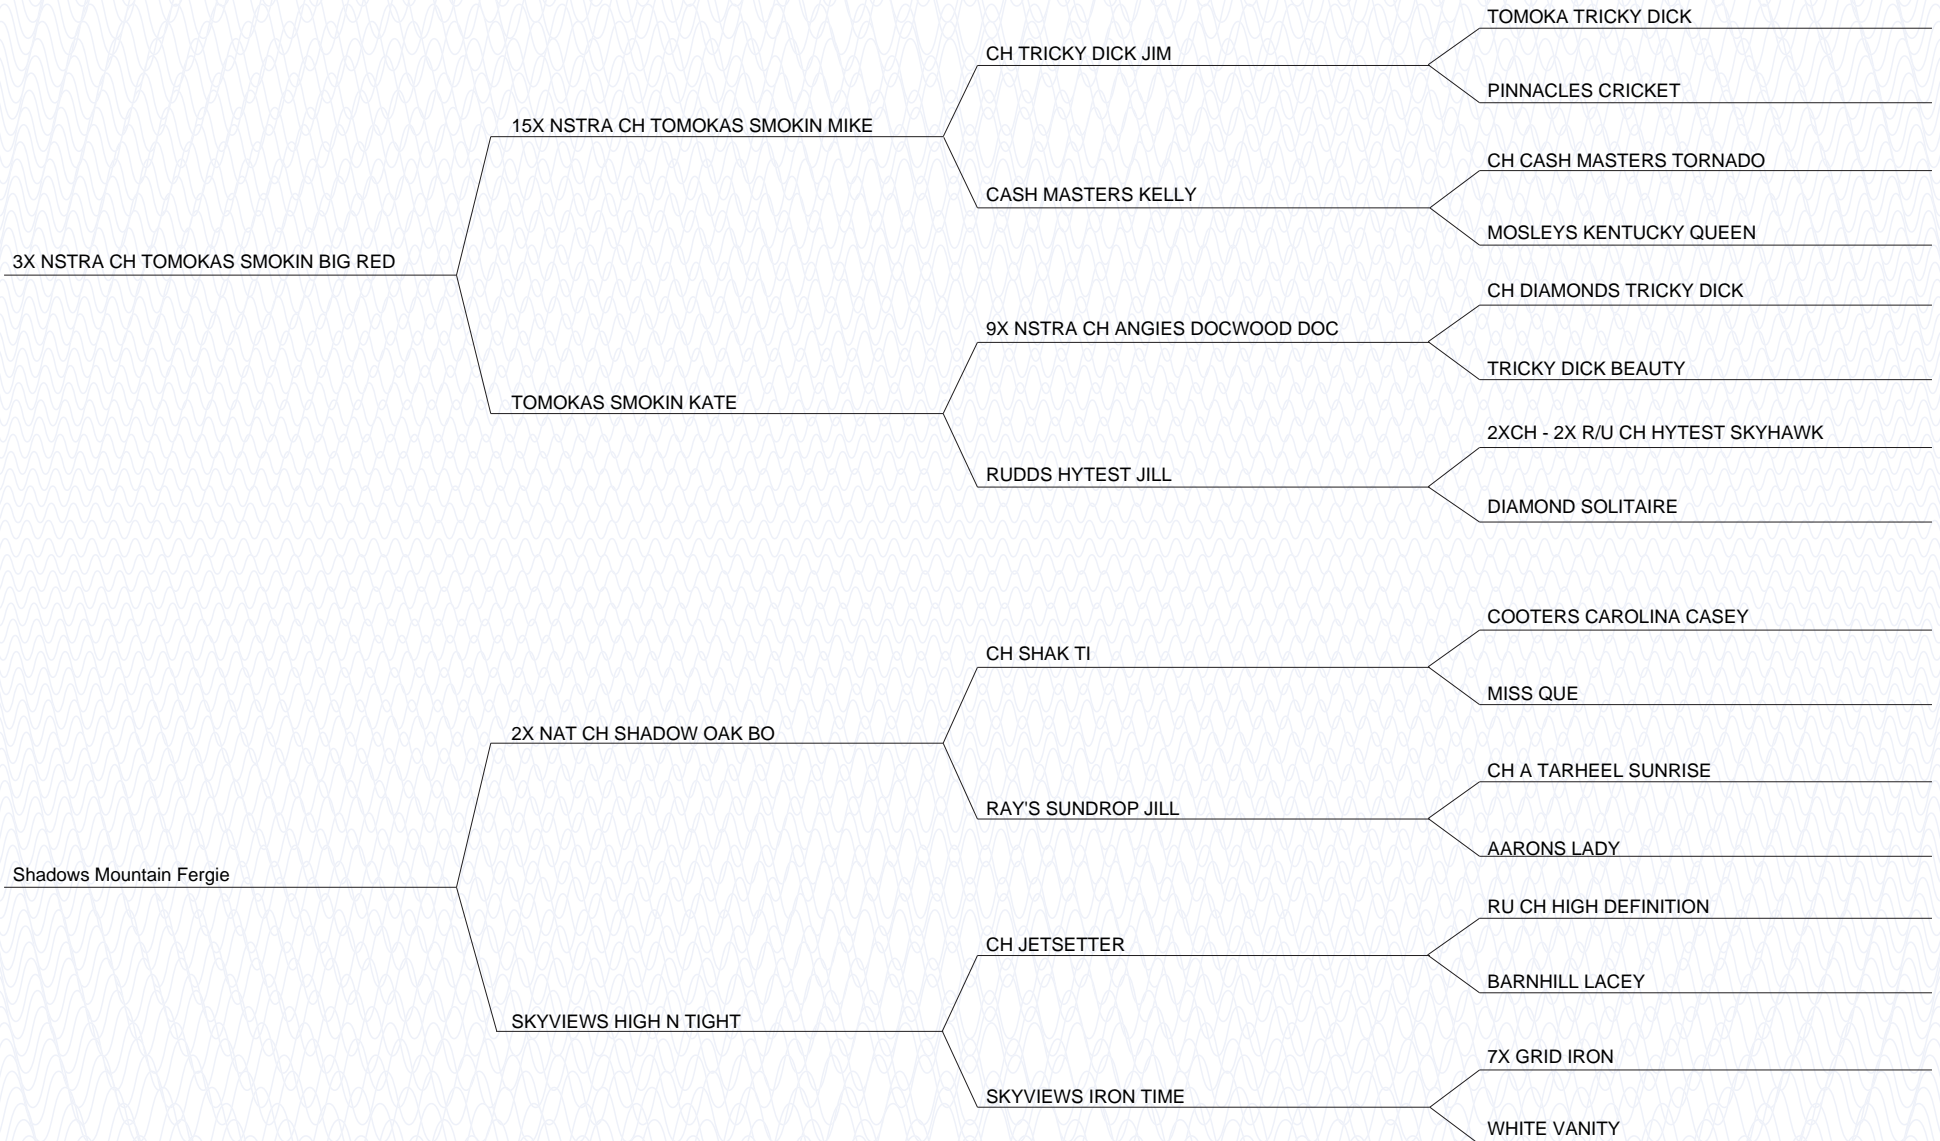 TOMOKA TRICKY DICK
CH TRICKY DICK JIM
PINNACLES CRICKET
15X NSTRA CH TOMOKAS SMOKIN MIKE
CH CASH MASTERS TORNADO
CASH MASTERS KELLY
MOSLEYS KENTUCKY QUEEN
3X NSTRA CH TOMOKAS SMOKIN BIG RED
CH DIAMONDS TRICKY DICK
9X NSTRA CH ANGIES DOCWOOD DOC
TRICKY DICK BEAUTY
TOMOKAS SMOKIN KATE
2XCH - 2X R/U CH HYTEST SKYHAWK
RUDDS HYTEST JILL
DIAMOND SOLITAIRE
COOTERS CAROLINA CASEY
CH SHAK TI
MISS QUE
2X NAT CH SHADOW OAK BO
CH A TARHEEL SUNRISE
RAY'S SUNDROP JILL
AARONS LADY
Shadows Mountain Fergie
RU CH HIGH DEFINITION
CH JETSETTER
BARNHILL LACEY
SKYVIEWS HIGH N TIGHT
7X GRID IRON
SKYVIEWS IRON TIME
WHITE VANITY